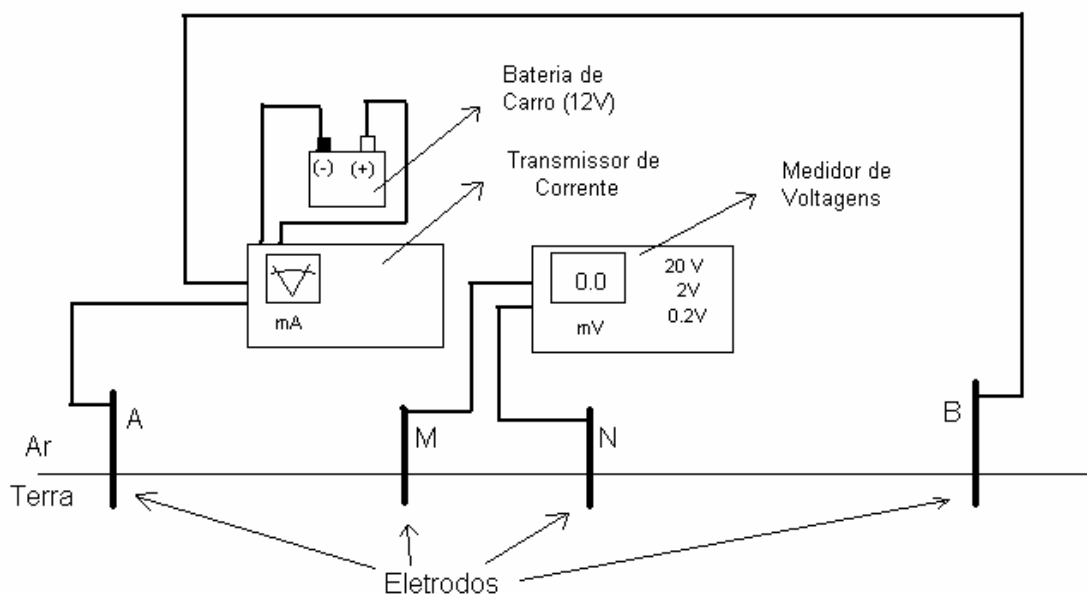 Bateria de
Carro (12V)
(-) (+)
Transmissor de
Corrente
Medidor de
Voltagens
mA
0.0
mV
20 V
2V
0.2V
A
M
N
B
Ar
Terra
Eletrodos